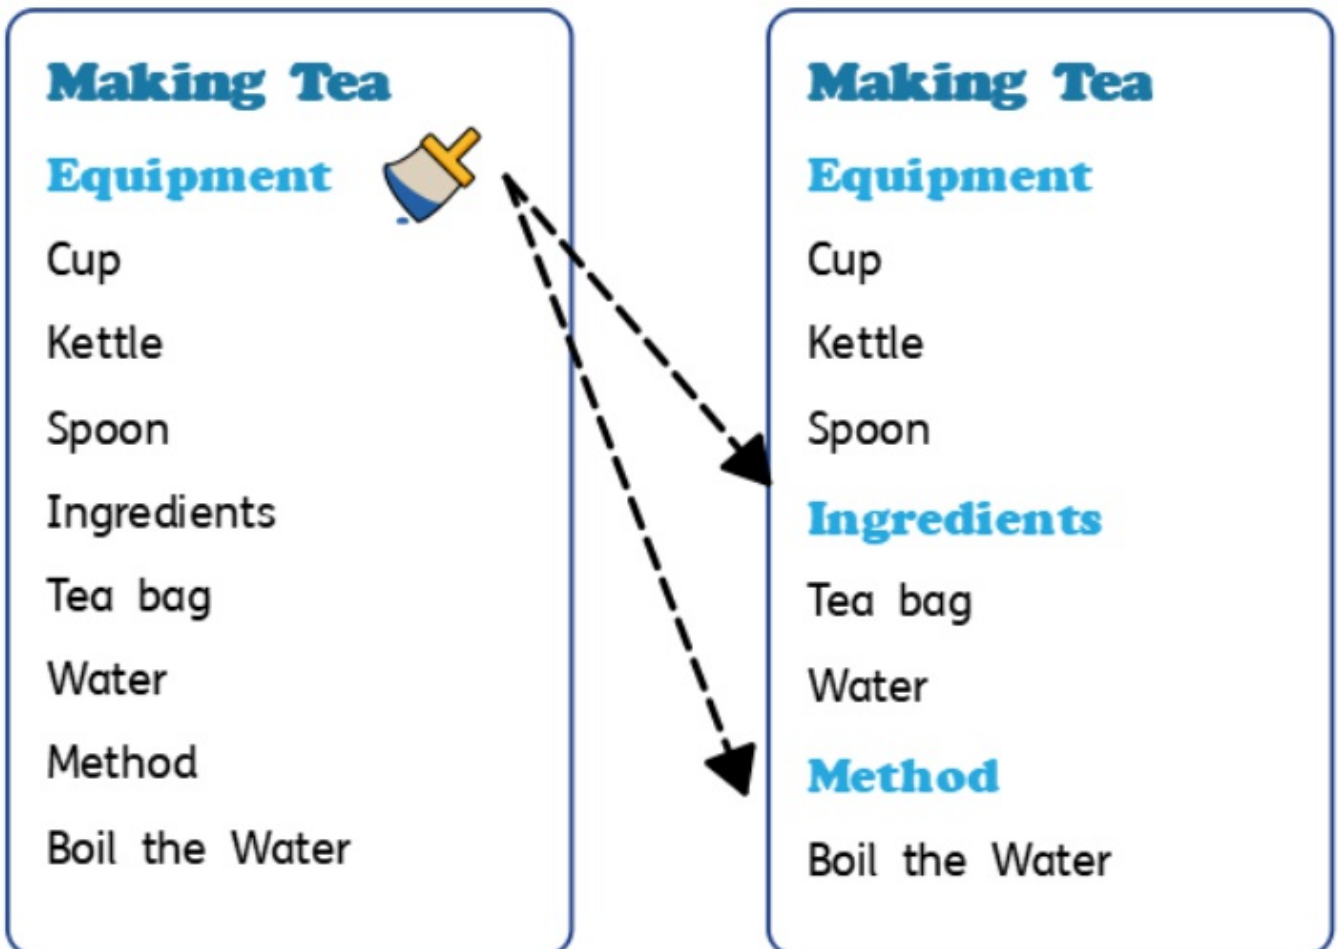 Making Tea
Equipment
Cup
Kettle
Spoon
Ingredients
Tea bag
Water
Method
Boil the Water
Making Tea
Equipment
Cup
Kettle
Spoon
Ingredients
Tea bag
Water
Method
Boil the Water